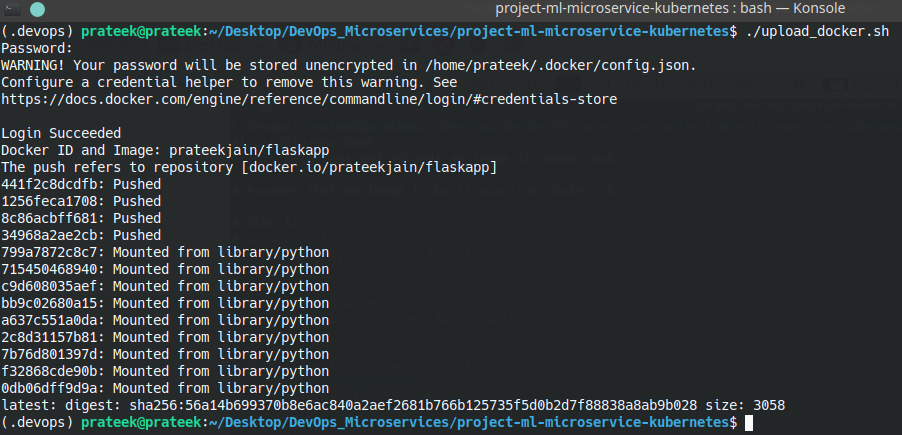 project-ml-microservice-kubernetes : bash — Konsole
(.devops) prateek@prateek:~/Desktop/DevOps_Microservices/project-ml-microservice-kubernetes$ ./upload_docker.sh
Password:
WARNING! Your password will be stored unencrypted in /home/prateek/.docker/config.json.
Configure a credential helper to remove this warning. See
https://docs.docker.com/engine/reference/commandline/login/#credentials-store
Login Succeeded
Docker ID and Image: prateekjain/flaskapp
The push refers to repository [docker.io/prateekjain/flaskapp]
441f2c8dcdfb: Pushed
1256feca1708: Pushed
8c86acbff681: Pushed
34968a2ae2cb: Pushed
799a7872c8c7: Mounted from library/python
715450468940: Mounted from library/python
c9d608035aef: Mounted from library/python
bb9c02680a15: Mounted from library/python
a637c551a0da: Mounted from library/python
2c8d31157b81: Mounted from library/python
7b76d801397d: Mounted from library/python
f32868cde90b: Mounted from library/python
0db06dff9d9a: Mounted from library/python
latest: digest: sha256:56a14b699370b8e6ac840a2aef2681b766b125735f5d0b2d7f88838a8ab9b028 size: 3058
(.devops) prateek@prateek:~/Desktop/DevOps_Microservices/project-ml-microservice-kubernetes$